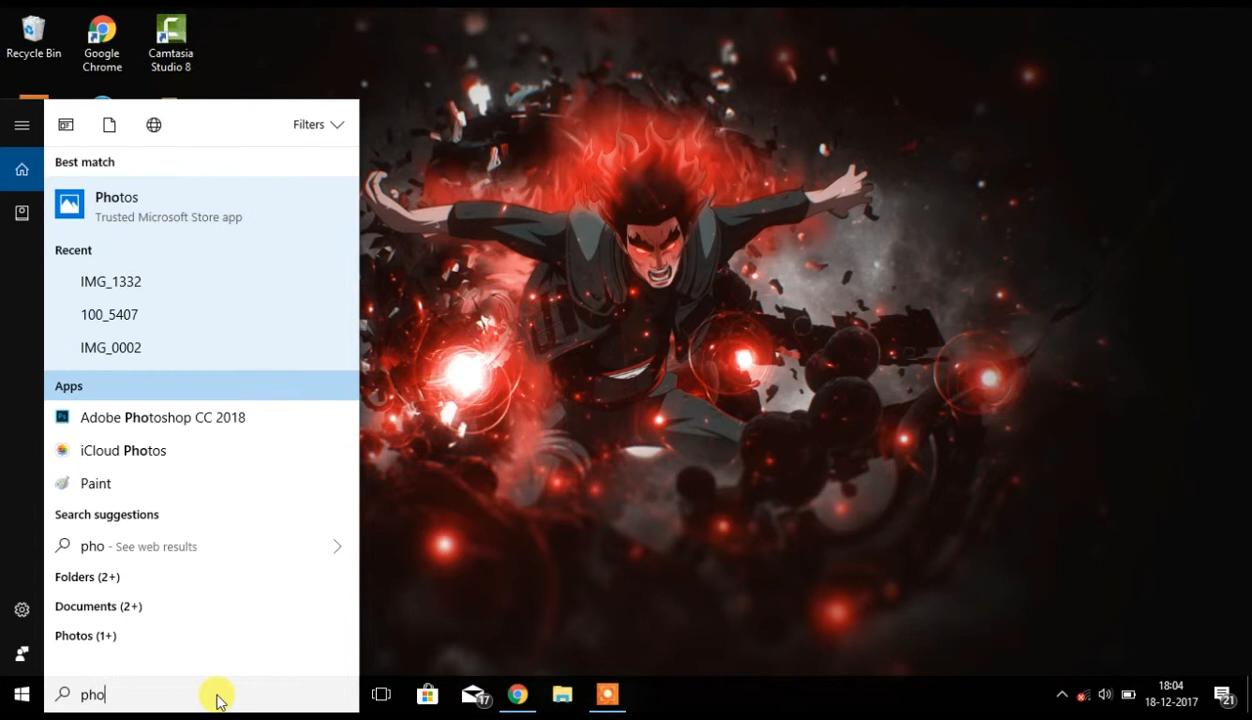 Recycle Bin
Google
Chrome
Camtasia
Studio 8
Filters
Best match
Photos
Trusted Microsoft Store app
Recent
IMG_1332
100_5407
IMG_0002
Apps
Adobe Photoshop CC 2018
iCloud Photos
Paint
Search suggestions
pho - See web results
Folders (2+)
Documents (2+)
Photos (1+)
pho
17
18:04
18-12-2017
21